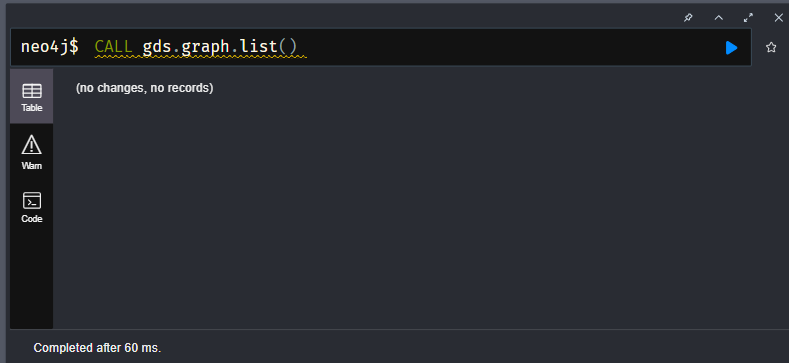 neo4j$ CALL gds.graph.list()
Table
(no changes, no records)
Warn
Code
Completed after 60 ms.